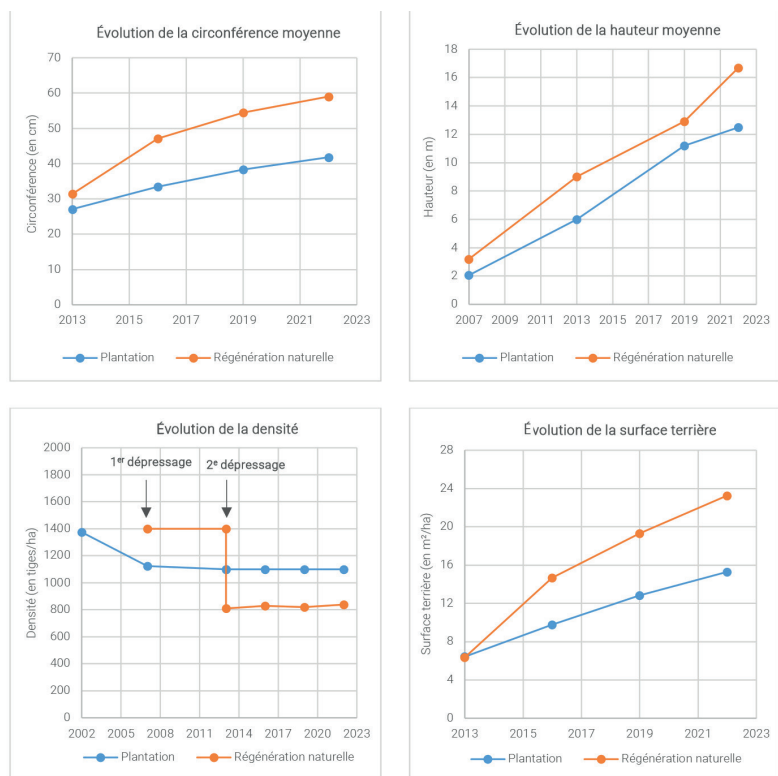 Évolution de la circonférence moyenne
Circonférence (en cm)
70
60
50
40
30
20
10
0
2013 2015 2017 2019 2021 2023
Plantation Régénération naturelle
Évolution de la hauteur moyenne
Hauteur (en m)
18
16
14
12
10
8
6
4
2
0
2007 2009 2011 2013 2015 2017 2019 2021 2023
Plantation Régénération naturelle
Évolution de la densité
Densité (en tiges/ha)
2000
1800
1600
1400
1200
1000
800
600
400
200
0
1er dépressage 2e dépressage
2002 2005 2008 2011 2014 2017 2020 2023
Plantation Régénération naturelle
Évolution de la surface terrière
Surface terrière (en m²/ha)
28
24
20
16
12
8
4
0
2013 2015 2017 2019 2021 2023
Plantation Régénération naturelle